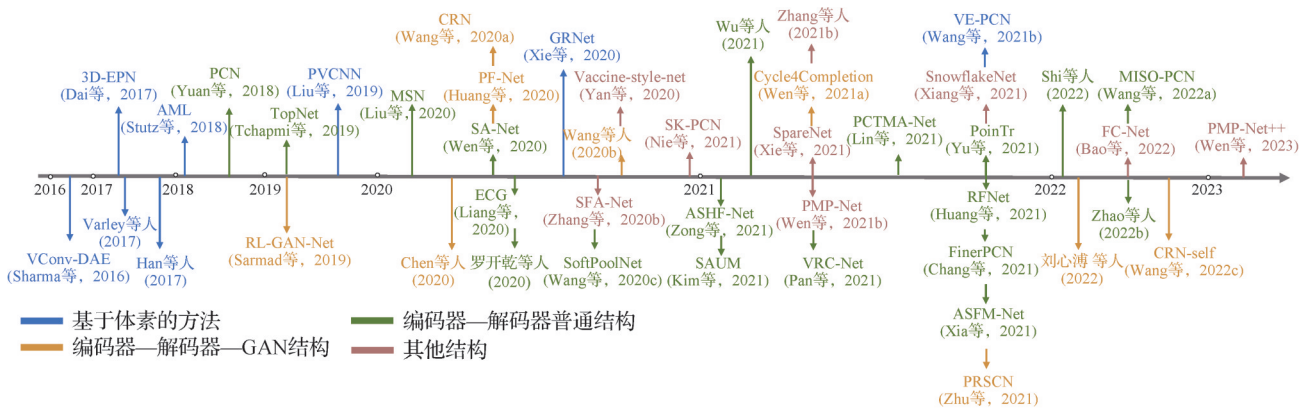 CRN
(Wang等，2020a)
GRNet
(Xie等，2020)
Wu等人
(2021)
Zhang等人
(2021b)
VE-PCN
(Wang等，2021b)
3D-EPN
(Dai等，2017)
PCN
(Yuan等，2018)
PVCNN
(Liu等，2019)
PF-Net
(Huang等，2020)
Vaccine-style-net
(Yan等，2020)
Cycle4Completion
(Wen等，2021a)
SnowflakeNet
(Xiang等，2021)
Shi等人
(2022)
MISO-PCN
(Wang等，2022a)
AML
(Stutz等，2018)
TopNet
(Tchapmi等，2019)
MSN
(Liu等，2020)
SA-Net
(Wen等，2020)
Wang等人
(2020b)
SK-PCN
(Nie等，2021)
SpareNet
(Xie等，2021)
PCTMA-Net
(Lin等，2021)
PoinTr
(Yu等，2021)
FC-Net
(Bao等，2022)
PMP-Net++
(Wen等，2023)
2016 2017 2018 2019 2020 2021 2022 2023
Varley等人
(2017)
ECG
(Liang等，
2020)
SFA-Net
(Zhang等，2020b)
ASHF-Net
(Zong等，2021)
PMP-Net
(Wen等，2021b)
RFNet
(Huang等，2021)
Zhao等人
(2022b)
VConv-DAE
(Sharma等，2016)
Han等人
(2017)
RL-GAN-Net
(Sarmad等，2019)
Chen等人
(2020)
罗开乾等人
(2020)
SoftPoolNet
(Wang等，2020c)
SAUM
(Kim等，2021)
VRC-Net
(Pan等，2021)
FinerPCN
(Chang等，2021)
刘心溥 等人
(2022)
CRN-self
(Wang等，2022c)
ASFM-Net
(Xia等，2021)
PRSCN
(Zhu等，2021)
基于体素的方法
编码器—解码器普通结构
编码器—解码器—GAN结构
其他结构